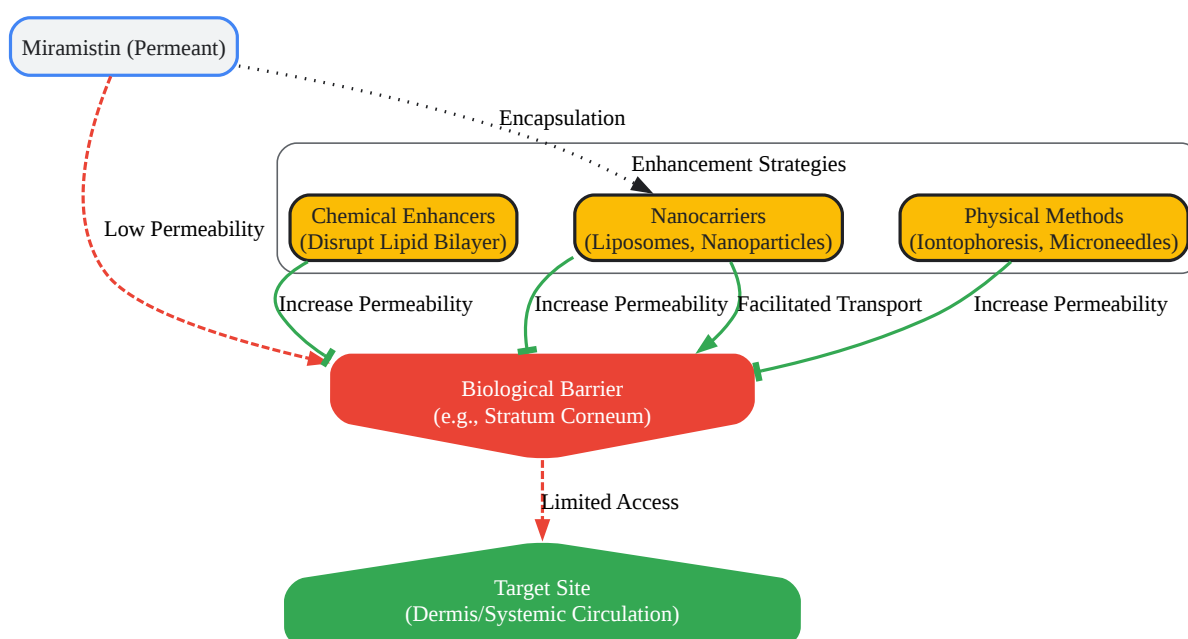 Miramistin (Permeant)
Encapsulation
Enhancement Strategies
Low Permeability
Chemical Enhancers
(Disrupt Lipid Bilayer)
Nanocarriers
(Liposomes, Nanoparticles)
Physical Methods
(Iontophoresis, Microneedles)
Increase Permeability
Increase Permeability
Facilitated Transport
Increase Permeability
Biological Barrier
(e.g., Stratum Corneum)
Limited Access
Target Site
(Dermis/Systemic Circulation)